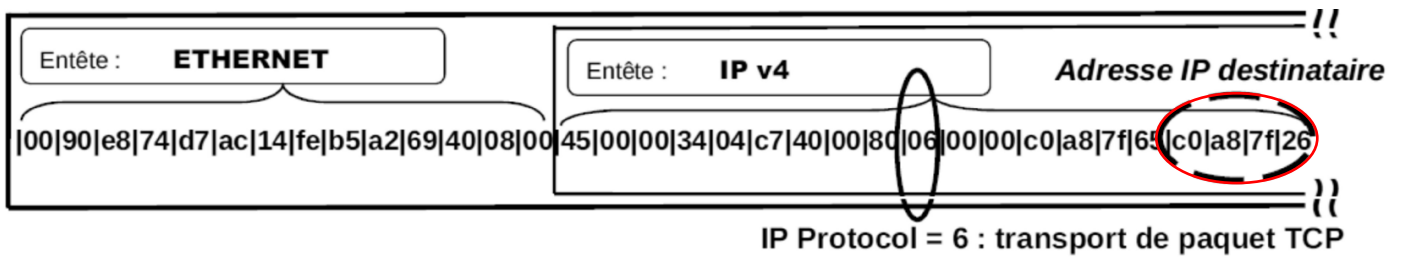 Entête : ETHERNET
Entête : IP v4
Adresse IP destinataire
|00|90|e8|74|d7|ac|14|fe|b5|a2|69|40|08|00|45|00|00|34|04|c7|40|00|80|06|00|00|c0|a8|7f|65|c0|a8|7f|26
IP Protocol = 6 : transport de paquet TCP